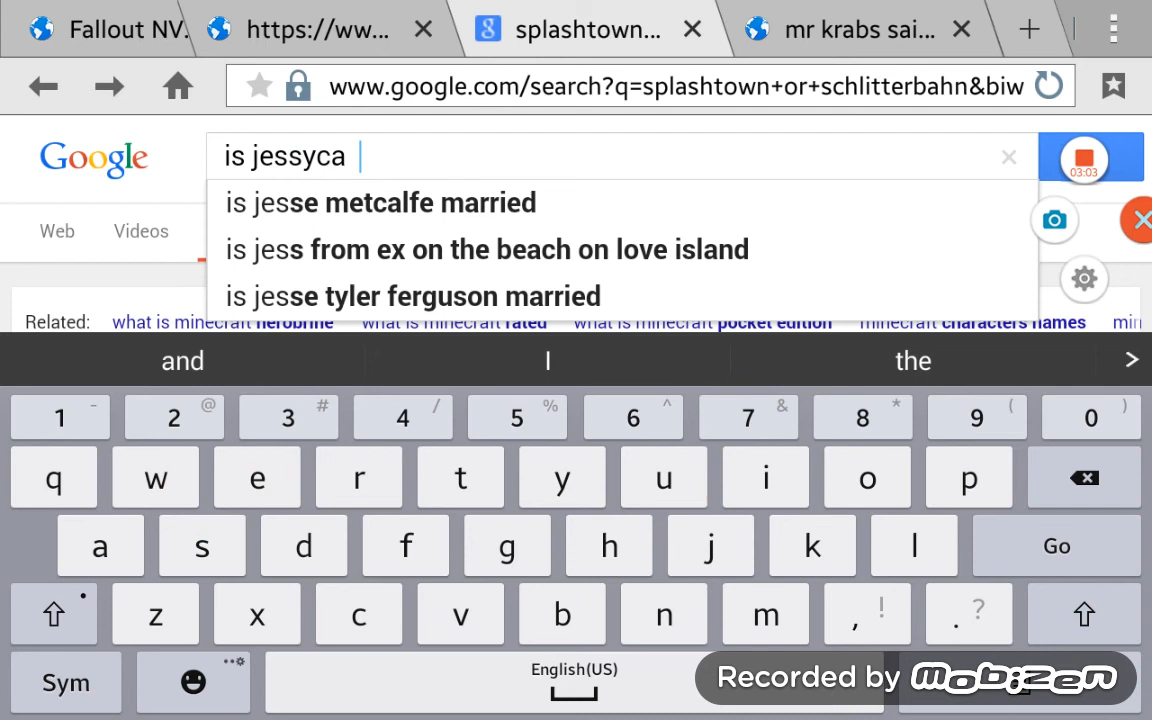 Fallout NV. https://ww... splashtown... mr krabs sai...
www.google.com/search?q=splashtown+or+schlitterbahn&biw
Google is jessyca
03:03
is jesse metcalfe married
Web Videos
is jess from ex on the beach on love island
is jesse tyler ferguson married
Related: what is minecraft herobrine what is minecraft rated what is minecraft pocket edition minecraft characters names
and I the >
1 - 2 @ 3 # 4 / 5 % 6 ^ 7 & 8 * 9 ( 0 )
q w e r t y u i o p
a s d f g h j k l Go
z x c v b n m , ! . ?
Sym English(US)
Recorded by mobizen